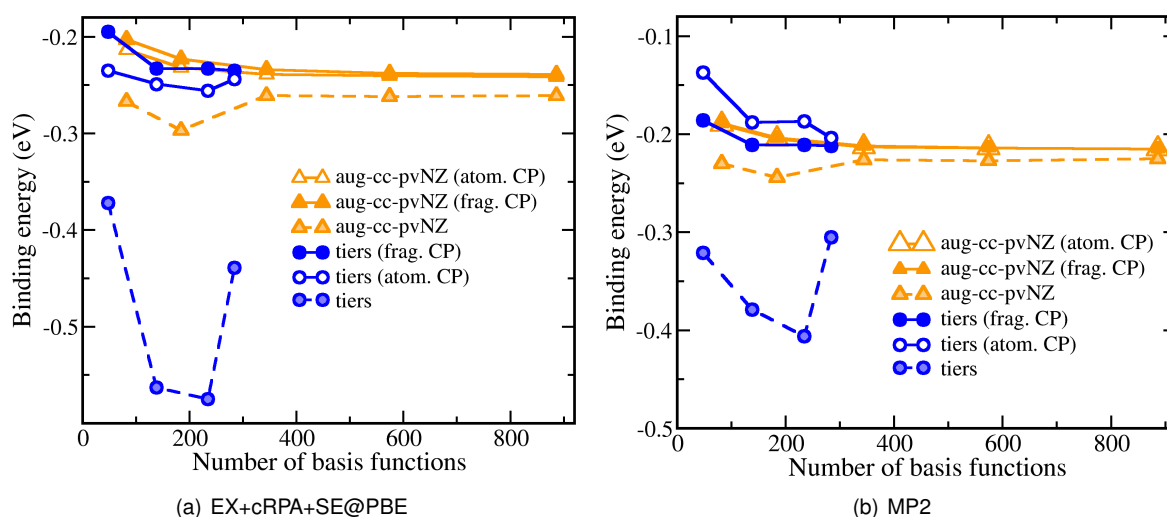 -0.2
-0.3
-0.4
-0.5
Binding energy (eV)
aug-cc-pvNZ (atom. CP)
aug-cc-pvNZ (frag. CP)
aug-cc-pvNZ
tiers (frag. CP)
tiers (atom. CP)
tiers
0 200 400 600 800
Number of basis functions
(a) EX+cRPA+SE@PBE
-0.1
-0.2
-0.3
-0.4
-0.5
Binding energy (eV)
aug-cc-pvNZ (atom. CP)
aug-cc-pvNZ (frag. CP)
aug-cc-pvNZ
tiers (frag. CP)
tiers (atom. CP)
tiers
0 200 400 600 800
Number of basis functions
(b) MP2